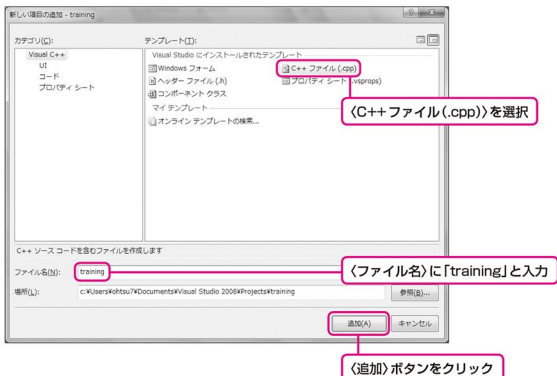 新しい項目の追加 - training
カテゴリ(C):
テンプレート(T):
Visual C++
UI
コード
プロパティ シート
Visual Studio にインストールされたテンプレート
Windows フォーム
C++ ファイル (.cpp)
ヘッダー ファイル (.h)
プロパティ シート (.vsprops)
コンポーネント クラス
マイ テンプレート
オンライン テンプレートの検索...
〈C++ファイル(.cpp)〉を選択
C++ ソース コードを含むファイルを作成します
ファイル名(N):
training
〈ファイル名〉に「training」と入力
場所(L):
c:¥Users¥ohtsu7¥Documents¥Visual Studio 2008¥Projects¥training
参照(B)...
追加(A)
キャンセル
〈追加〉ボタンをクリック